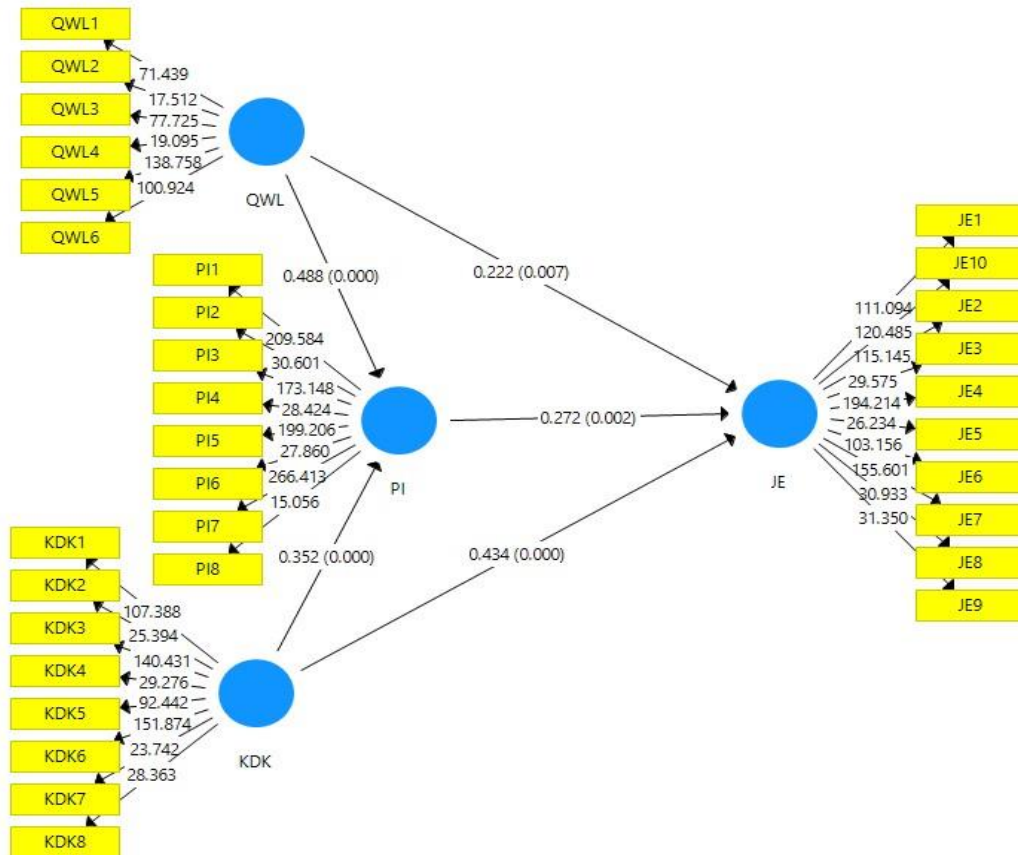 QWL1
QWL2
QWL3
QWL4
QWL5
QWL6
71.439
17.512
77.725
19.095
138.758
100.924
QWL
0.488 (0.000)
0.222 (0.007)
PI1
PI2
PI3
PI4
PI5
PI6
PI7
PI8
209.584
30.601
173.148
28.424
199.206
27.860
266.413
15.056
PI
0.272 (0.002)
JE
JE1
JE10
JE2
JE3
JE4
JE5
JE6
JE7
JE8
JE9
111.094
120.485
115.145
29.575
194.214
26.234
103.156
155.601
30.933
31.350
0.352 (0.000)
0.434 (0.000)
KDK1
KDK2
KDK3
KDK4
KDK5
KDK6
KDK7
KDK8
107.388
25.394
140.431
29.276
92.442
151.874
23.742
28.363
KDK